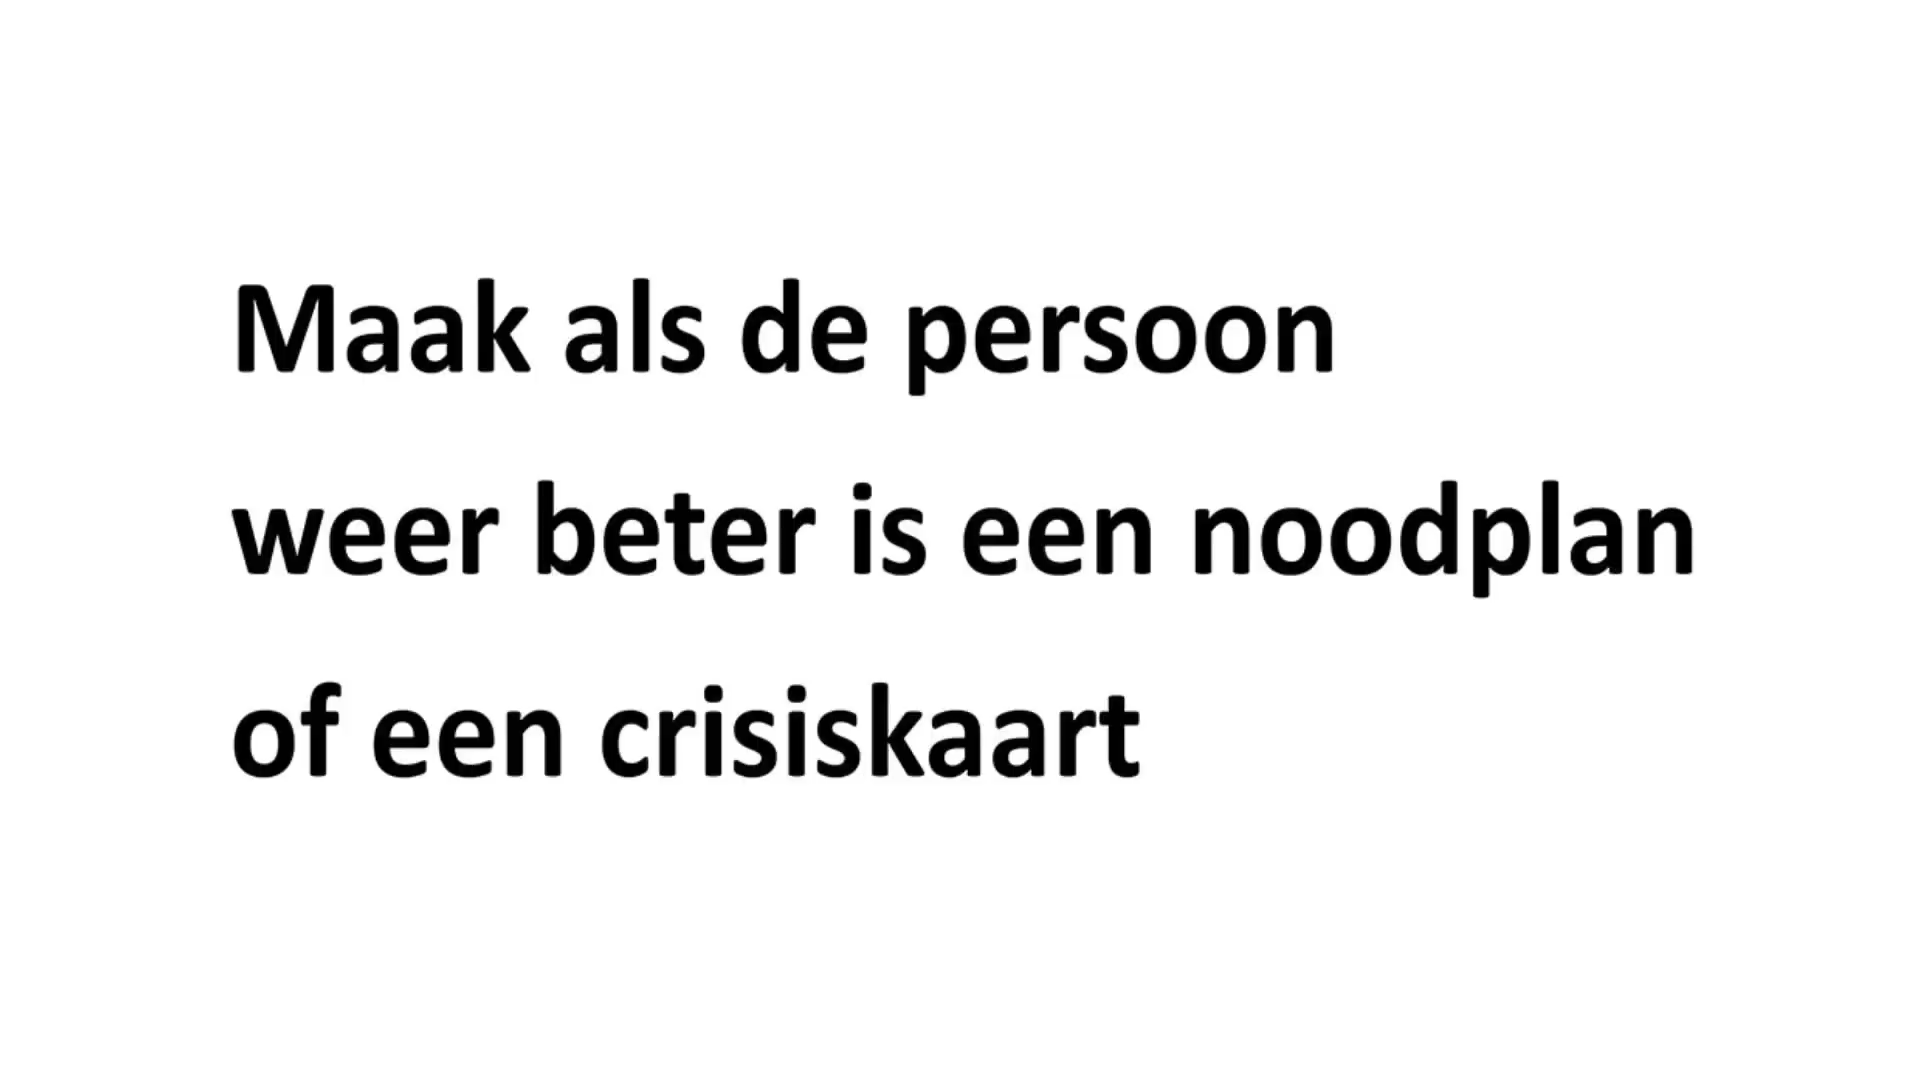 Maak als de persoon
weer beter is een noodplan
of een crisiskaart